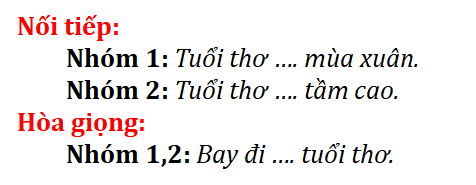 Nối tiếp:
Nhóm 1: Tuổi thơ .... mùa xuân.
Nhóm 2: Tuổi thơ .... tầm cao.
Hòa giọng:
Nhóm 1,2: Bay đi .... tuổi thơ.